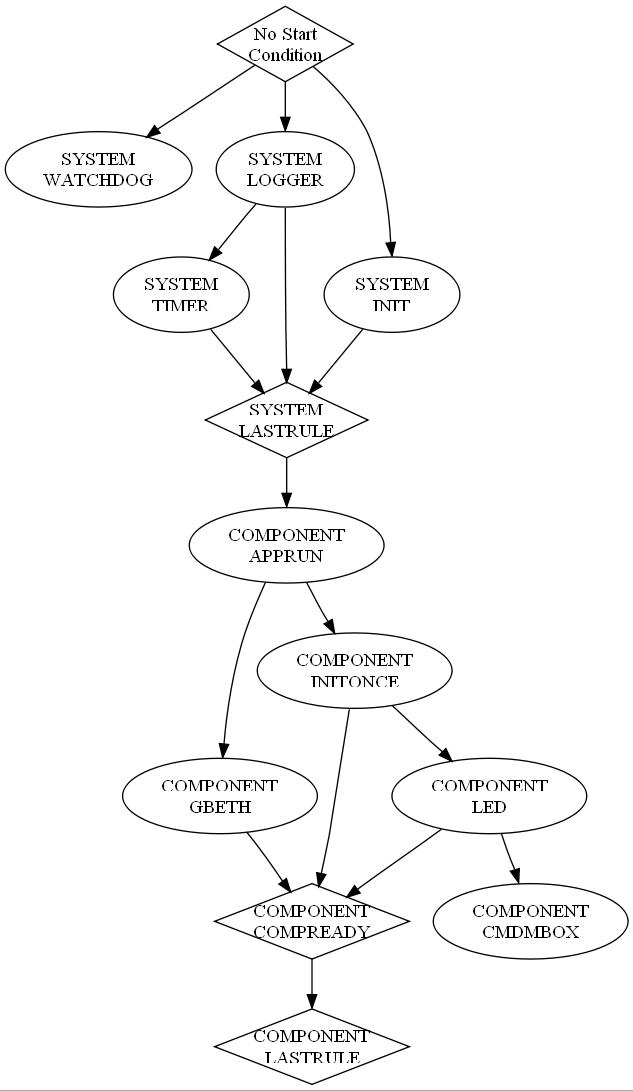 No Start
Condition
SYSTEM
WATCHDOG
SYSTEM
LOGGER
SYSTEM
TIMER
SYSTEM
INIT
SYSTEM
LASTRULE
COMPONENT
APPRUN
COMPONENT
INITONCE
COMPONENT
GBETH
COMPONENT
LED
COMPONENT
COMPREADY
COMPONENT
CMDMBOX
COMPONENT
LASTRULE